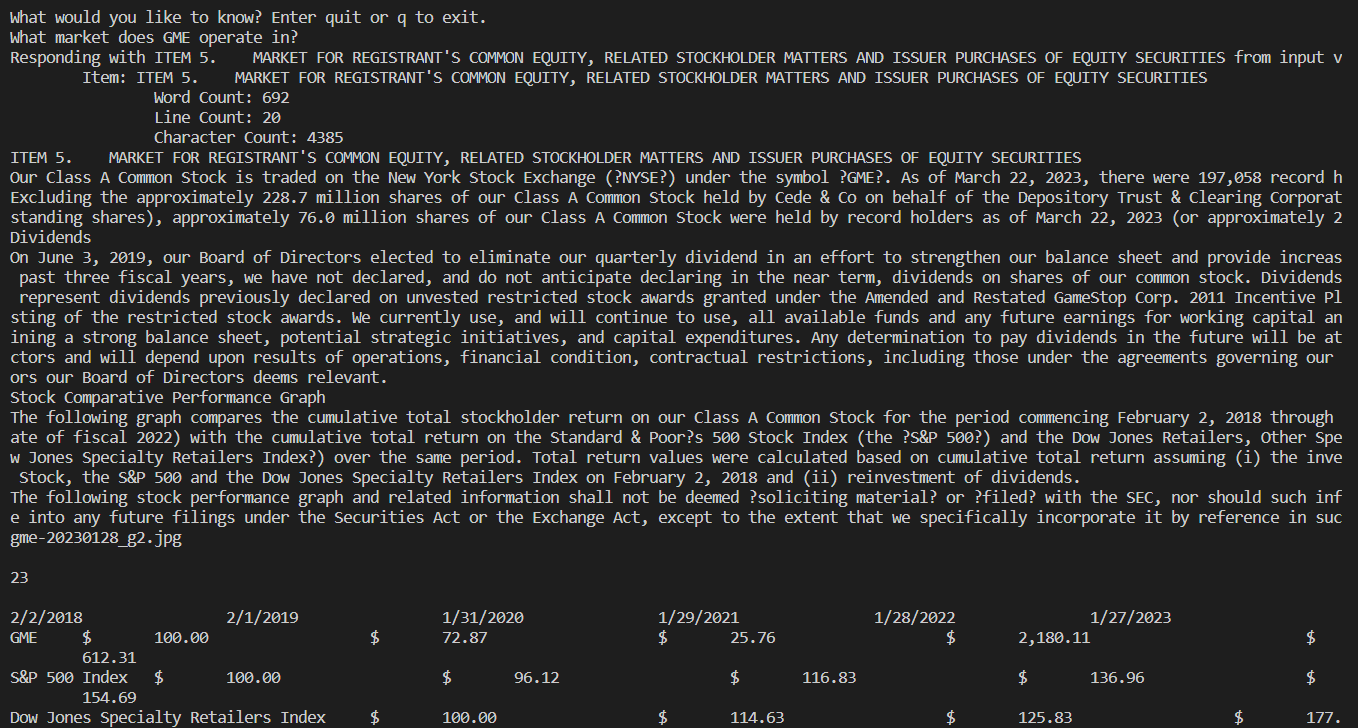 What would you like to know? Enter quit or q to exit.
What market does GME operate in?
Responding with ITEM 5.    MARKET FOR REGISTRANT'S COMMON EQUITY, RELATED STOCKHOLDER MATTERS AND ISSUER PURCHASES OF EQUITY SECURITIES from input v
Item: ITEM 5.    MARKET FOR REGISTRANT'S COMMON EQUITY, RELATED STOCKHOLDER MATTERS AND ISSUER PURCHASES OF EQUITY SECURITIES
Word Count: 692
Line Count: 20
Character Count: 4385
ITEM 5.    MARKET FOR REGISTRANT'S COMMON EQUITY, RELATED STOCKHOLDER MATTERS AND ISSUER PURCHASES OF EQUITY SECURITIES
Our Class A Common Stock is traded on the New York Stock Exchange (?NYSE?) under the symbol ?GME?. As of March 22, 2023, there were 197,058 record h
Excluding the approximately 228.7 million shares of our Class A Common Stock held by Cede & Co on behalf of the Depository Trust & Clearing Corporat
standing shares), approximately 76.0 million shares of our Class A Common Stock were held by record holders as of March 22, 2023 (or approximately 2
Dividends
On June 3, 2019, our Board of Directors elected to eliminate our quarterly dividend in an effort to strengthen our balance sheet and provide increas
past three fiscal years, we have not declared, and do not anticipate declaring in the near term, dividends on shares of our common stock. Dividends
represent dividends previously declared on unvested restricted stock awards granted under the Amended and Restated GameStop Corp. 2011 Incentive Pl
sting of the restricted stock awards. We currently use, and will continue to use, all available funds and any future earnings for working capital an
ining a strong balance sheet, potential strategic initiatives, and capital expenditures. Any determination to pay dividends in the future will be at
ctors and will depend upon results of operations, financial condition, contractual restrictions, including those under the agreements governing our
ors our Board of Directors deems relevant.
Stock Comparative Performance Graph
The following graph compares the cumulative total stockholder return on our Class A Common Stock for the period commencing February 2, 2018 through
ate of fiscal 2022) with the cumulative total return on the Standard & Poor?s 500 Stock Index (the ?S&P 500?) and the Dow Jones Retailers, Other Spe
w Jones Specialty Retailers Index?) over the same period. Total return values were calculated based on cumulative total return assuming (i) the inve
Stock, the S&P 500 and the Dow Jones Specialty Retailers Index on February 2, 2018 and (ii) reinvestment of dividends.
The following stock performance graph and related information shall not be deemed ?soliciting material? or ?filed? with the SEC, nor should such inf
e into any future filings under the Securities Act or the Exchange Act, except to the extent that we specifically incorporate it by reference in suc
gme-20230128_g2.jpg
23
2/2/2018    2/1/2019    1/31/2020    1/29/2021    1/28/2022    1/27/2023
GME    $    100.00    $    72.87    $    25.76    $    2,180.11    $
612.31
S&P 500 Index    $    100.00    $    96.12    $    116.83    $    136.96    $
154.69
Dow Jones Specialty Retailers Index    $    100.00    $    114.63    $    125.83    $    177.